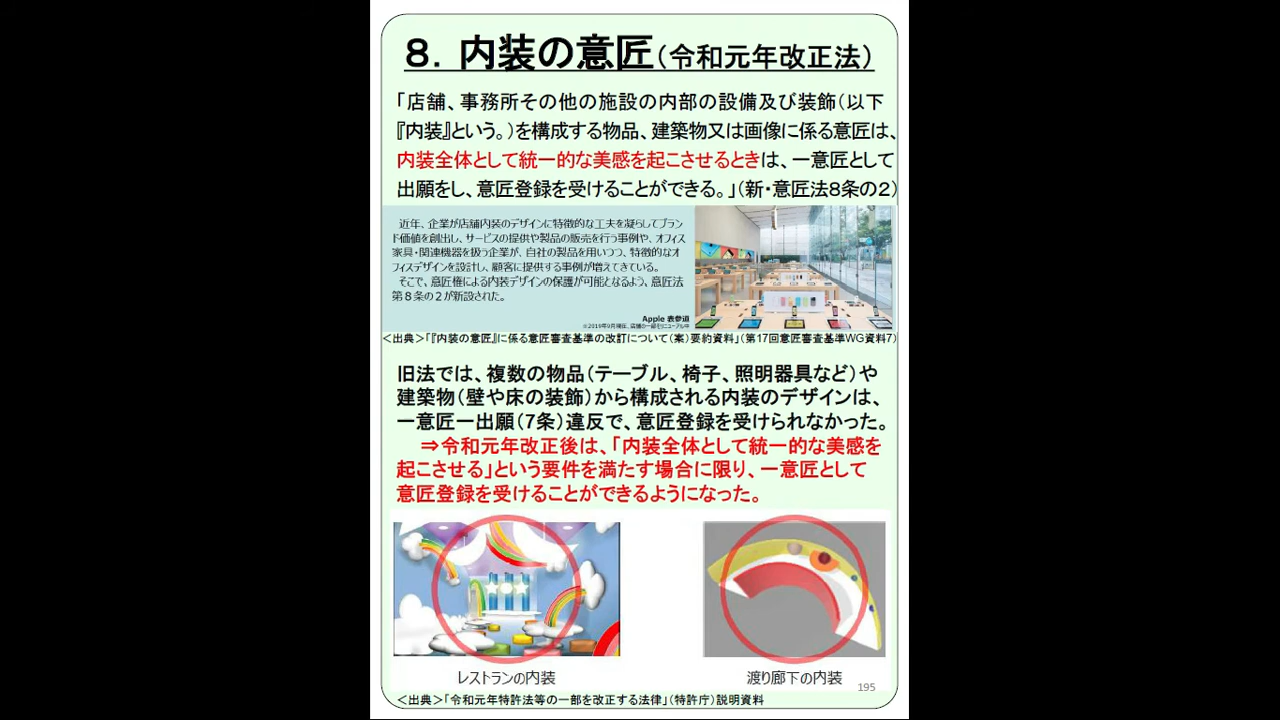 ８．内装の意匠（令和元年改正法）
「店舗、事務所その他の施設の内部の設備及び装飾（以下
『内装』という。）を構成する物品、建築物又は画像に係る意匠は、
内装全体として統一的な美感を起こさせるときは、一意匠として
出願をし、意匠登録を受けることができる。」（新・意匠法８条の２）
近年、企業が店舗内装のデザインに特徴的な工夫を凝らしてブラン
ド価値を創出し、サービスの提供や製品の販売を行う事例や、オフィス
家具・関連機器を扱う企業が、自社の製品を用いつつ、特徴的なオ
フィスデザインを設計し、顧客に提供する事例が増えてきている。
そこで、意匠権による内装デザインの保護が可能となるよう、意匠法
第８条の２が新設された。
Apple 表参道
※2019年9月現在、店舗の一部をリニューアル中
＜出典＞「『内装の意匠』に係る意匠審査基準の改訂について（案）要約資料」（第17回意匠審査基準WG資料7）
旧法では、複数の物品（テーブル、椅子、照明器具など）や
建築物（壁や床の装飾）から構成される内装のデザインは、
一意匠一出願（７条）違反で、意匠登録を受けられなかった。
⇒令和元年改正後は、「内装全体として統一的な美感を
起こさせる」という要件を満たす場合に限り、一意匠として
意匠登録を受けることができるようになった。
レストランの内装
渡り廊下の内装
195
＜出典＞「令和元年特許法等の一部を改正する法律」（特許庁）説明資料